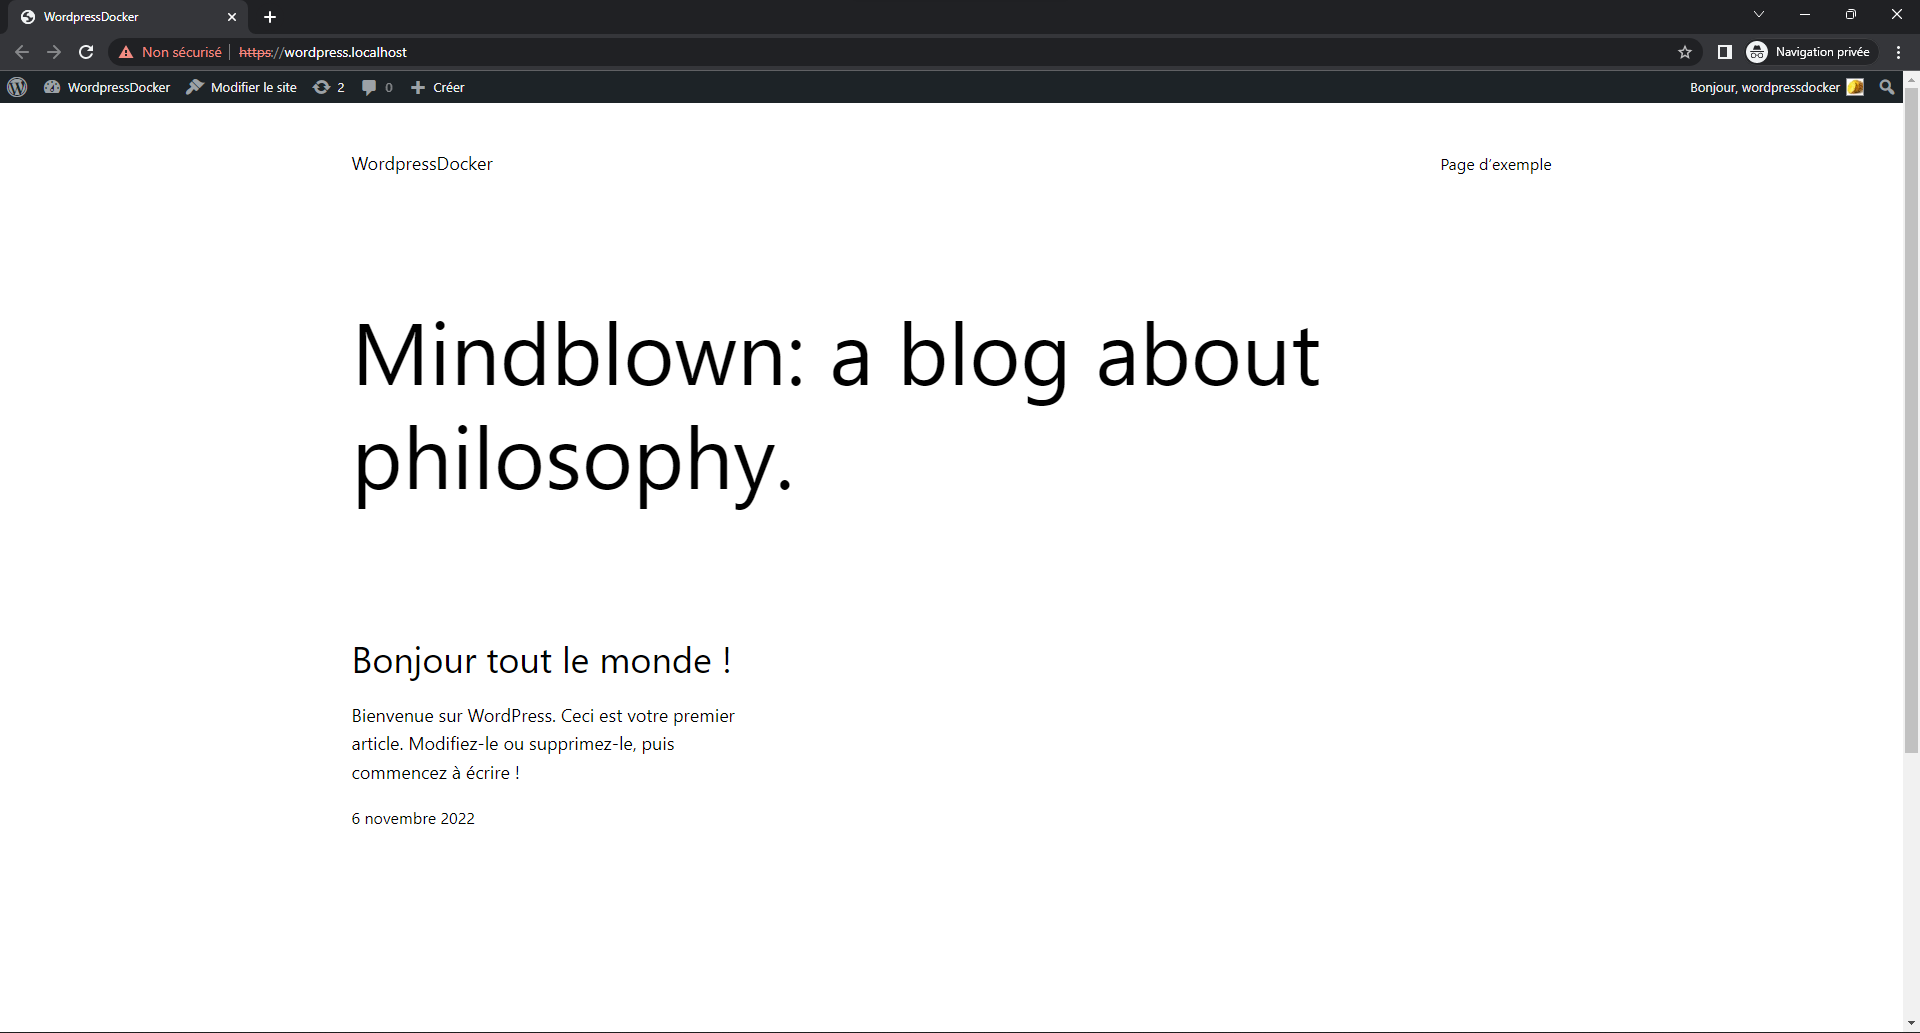 WordpressDocker
Non sécurisé https://wordpress.localhost Navigation privée
WordpressDocker Modifier le site 2 0 Créer Bonjour, wordpressdocker
WordpressDocker Page d’exemple
Mindblown: a blog about
philosophy.
Bonjour tout le monde !
Bienvenue sur WordPress. Ceci est votre premier
article. Modifiez-le ou supprimez-le, puis
commencez à écrire !
6 novembre 2022